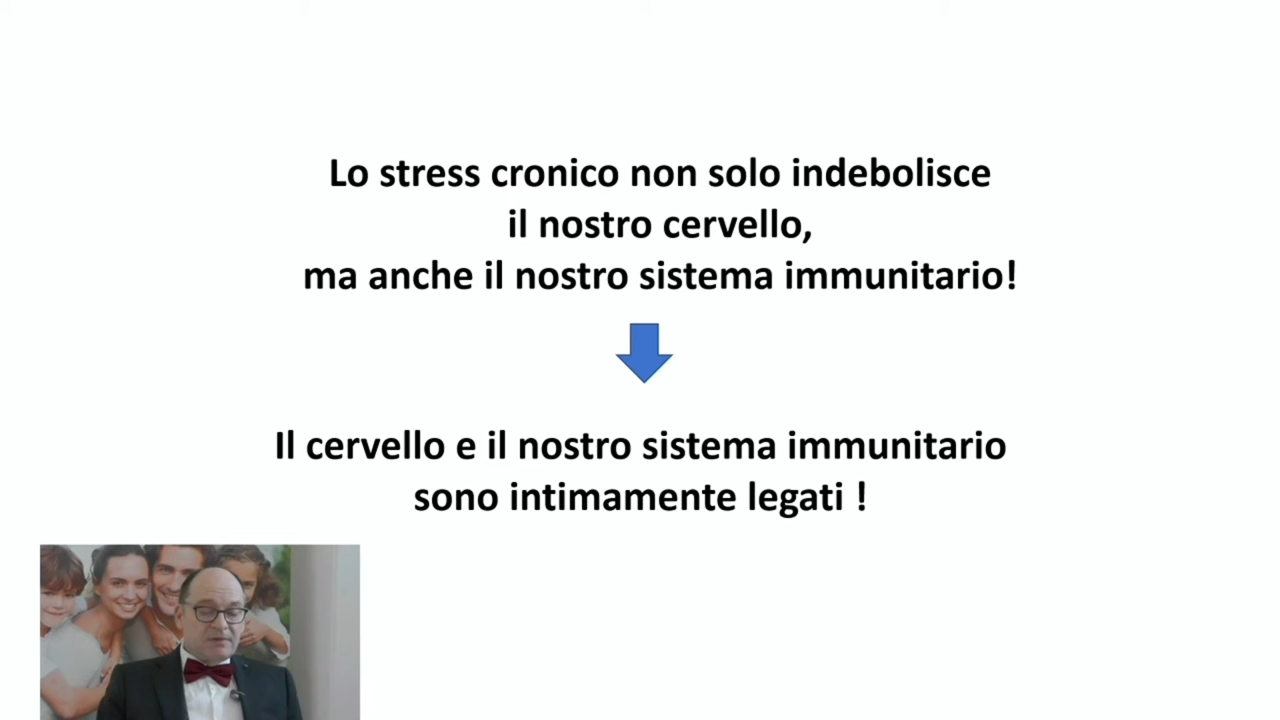 Lo stress cronico non solo indebolisce
il nostro cervello,
ma anche il nostro sistema immunitario!
Il cervello e il nostro sistema immunitario
sono intimamente legati !